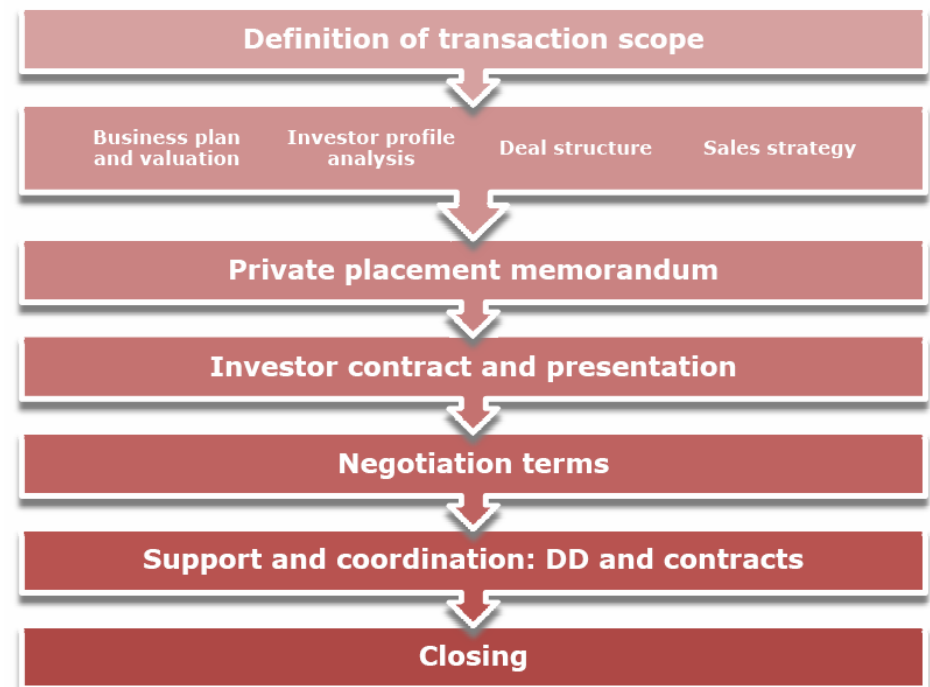 Definition of transaction scope
Business plan
and valuation
Investor profile
analysis
Deal structure
Sales strategy
Private placement memorandum
Investor contract and presentation
Negotiation terms
Support and coordination: DD and contracts
Closing